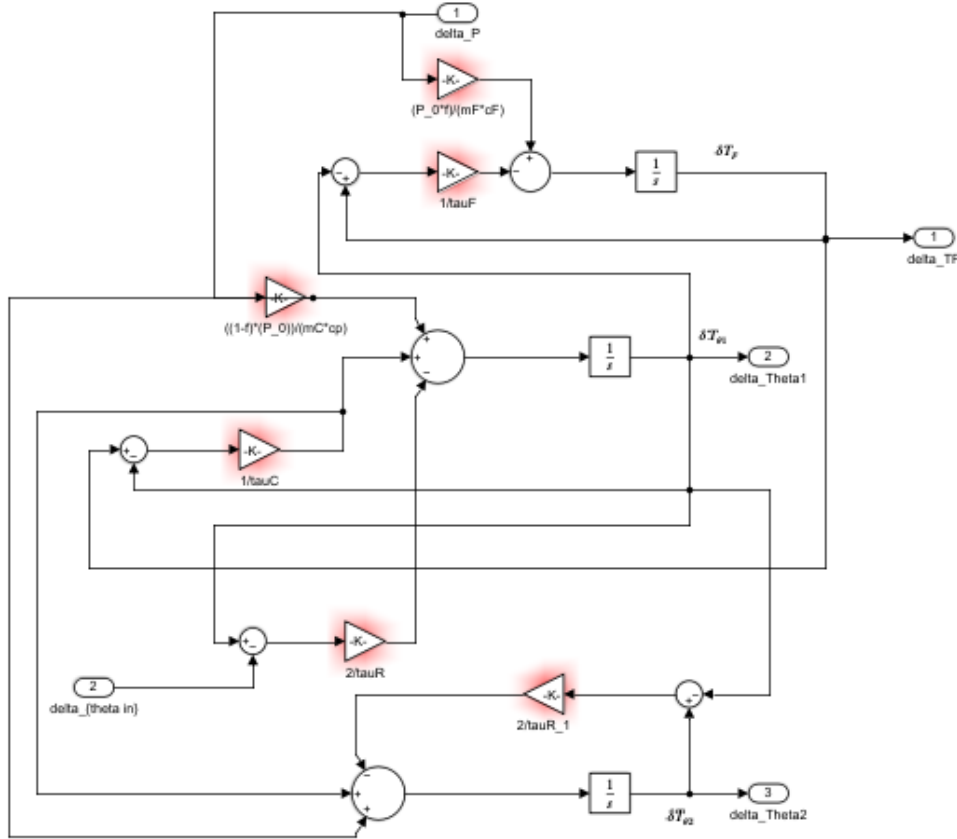 1
delta_P
-K-
(P_0*f)/(mF*cF)
+
δT_F
- +
-K-
-
1/s
1/tauF
1
delta_TF
-K-
((1-f)*(P_0))/(mC*cp)
+
δT_θ1
+
1/s
2
-
delta_Theta1
+ -
-K-
1/tauC
+ -
-K-
2/tauR
2
delta_{theta in}
-K-
+ -
2/tauR_1
-
+
1/s
3
+
δT_θ2
delta_Theta2